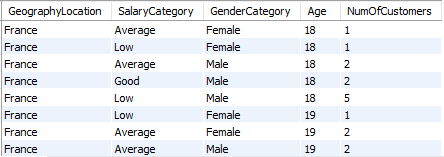 GeographyLocation SalaryCategory GenderCategory Age NumOfCustomers
France Average Female 18 1
France Low Female 18 1
France Average Male 18 2
France Good Male 18 2
France Low Male 18 5
France Low Female 19 1
France Average Female 19 2
France Average Male 19 2